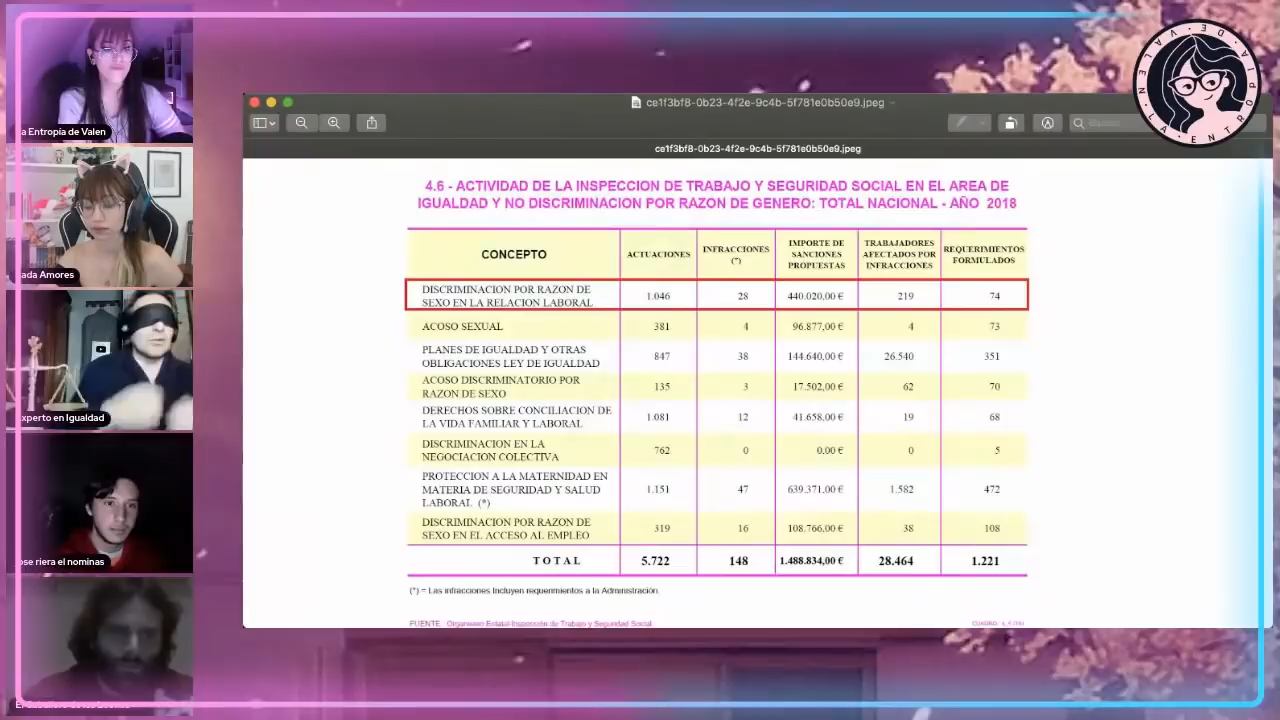 a Entropía de Valen
ada Amores
xperto en Igualdad
ose riera el nominas
LA ENTROPIA DE VALEN
ce1f3bf8-0b23-4f2e-9c4b-5f781e0b50e9.jpeg
ce1f3bf8-0b23-4f2e-9c4b-5f781e0b50e9.jpeg
4.6 - ACTIVIDAD DE LA INSPECCION DE TRABAJO Y SEGURIDAD SOCIAL EN EL AREA DE
IGUALDAD Y NO DISCRIMINACION POR RAZON DE GENERO: TOTAL NACIONAL - AÑO 2018
CONCEPTO
ACTUACIONES
INFRACCIONES
(*)
IMPORTE DE
SANCIONES
PROPUESTAS
TRABAJADORES
AFECTADOS POR
INFRACCIONES
REQUERIMIENTOS
FORMULADOS
DISCRIMINACION POR RAZON DE
SEXO EN LA RELACION LABORAL
1.046 28 440.020,00 € 219 74
ACOSO SEXUAL 381 4 96.877,00 € 4 73
PLANES DE IGUALDAD Y OTRAS
OBLIGACIONES LEY DE IGUALDAD
847 38 144.640,00 € 26.540 351
ACOSO DISCRIMINATORIO POR
RAZON DE SEXO
135 3 17.502,00 € 62 70
DERECHOS SOBRE CONCILIACION DE
LA VIDA FAMILIAR Y LABORAL
1.081 12 41.658,00 € 19 68
DISCRIMINACION EN LA
NEGOCIACION COLECTIVA
762 0 0.00 € 0 5
PROTECCION A LA MATERNIDAD EN
MATERIA DE SEGURIDAD Y SALUD
LABORAL (*)
1.151 47 639.371,00 € 1.582 472
DISCRIMINACION POR RAZON DE
SEXO EN EL ACCESO AL EMPLEO
319 16 108.766,00 € 38 108
TOTAL 5.722 148 1.488.834,00 € 28.464 1.221
(*) = Las infracciones Incluyen requerimientos a la Administración.
FUENTE: Organismo Estatal Inspección de Trabajo y Seguridad Social